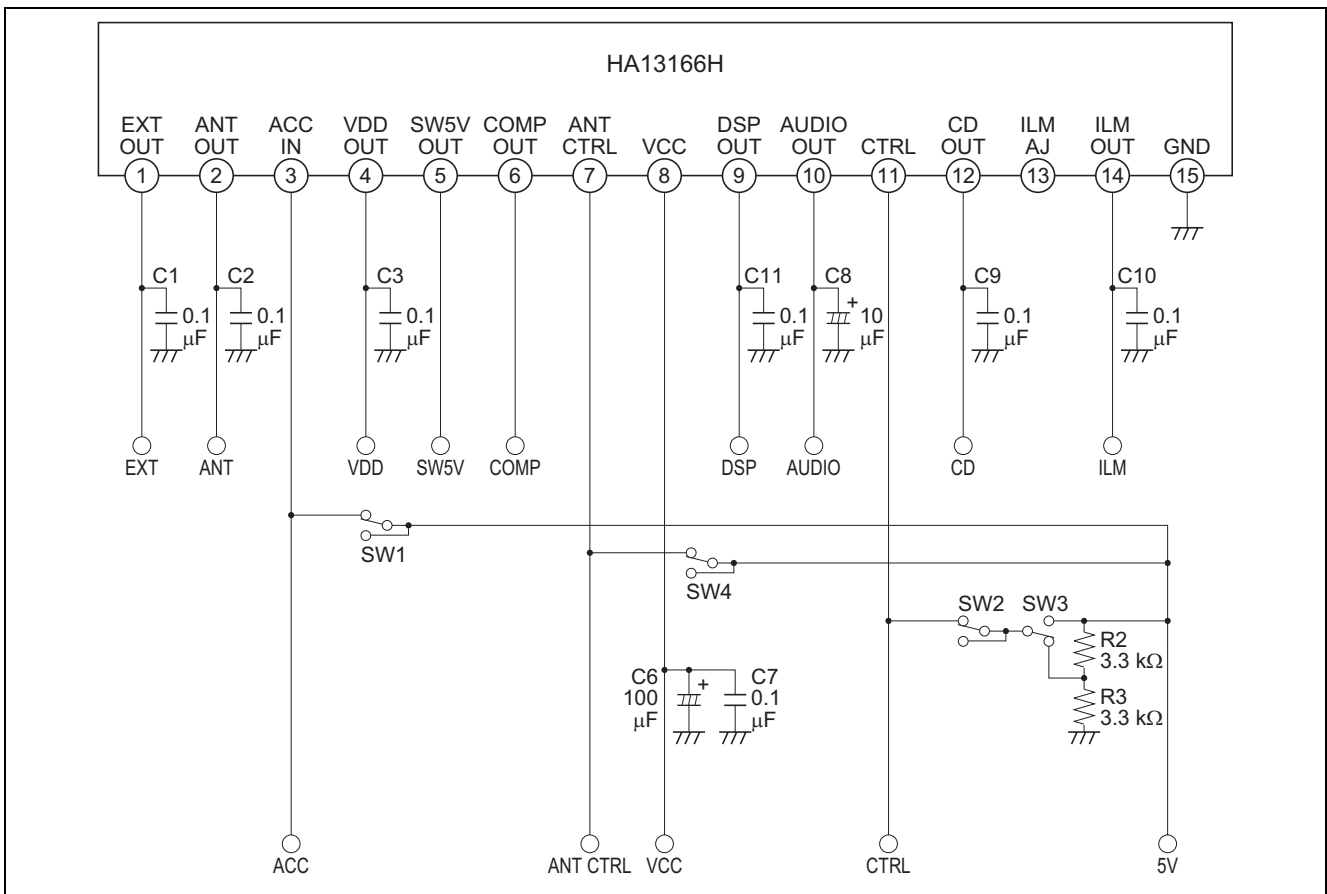 HA13166H
EXT OUT
ANT OUT
ACC IN
VDD OUT
SW5V OUT
COMP OUT
ANT CTRL
VCC
DSP OUT
AUDIO OUT
CTRL
CD OUT
ILM AJ
ILM OUT
GND
1 2 3 4 5 6 7 8 9 10 11 12 13 14 15
C1 0.1 μF
C2 0.1 μF
C3 0.1 μF
C11 0.1 μF
C8 + 10 μF
C9 0.1 μF
C10 0.1 μF
EXT ANT VDD SW5V COMP DSP AUDIO CD ILM
SW1
SW4
SW2 SW3
R2
3.3 kΩ
R3
3.3 kΩ
C6 100 μF +
C7 0.1 μF
ACC ANT CTRL VCC CTRL 5V